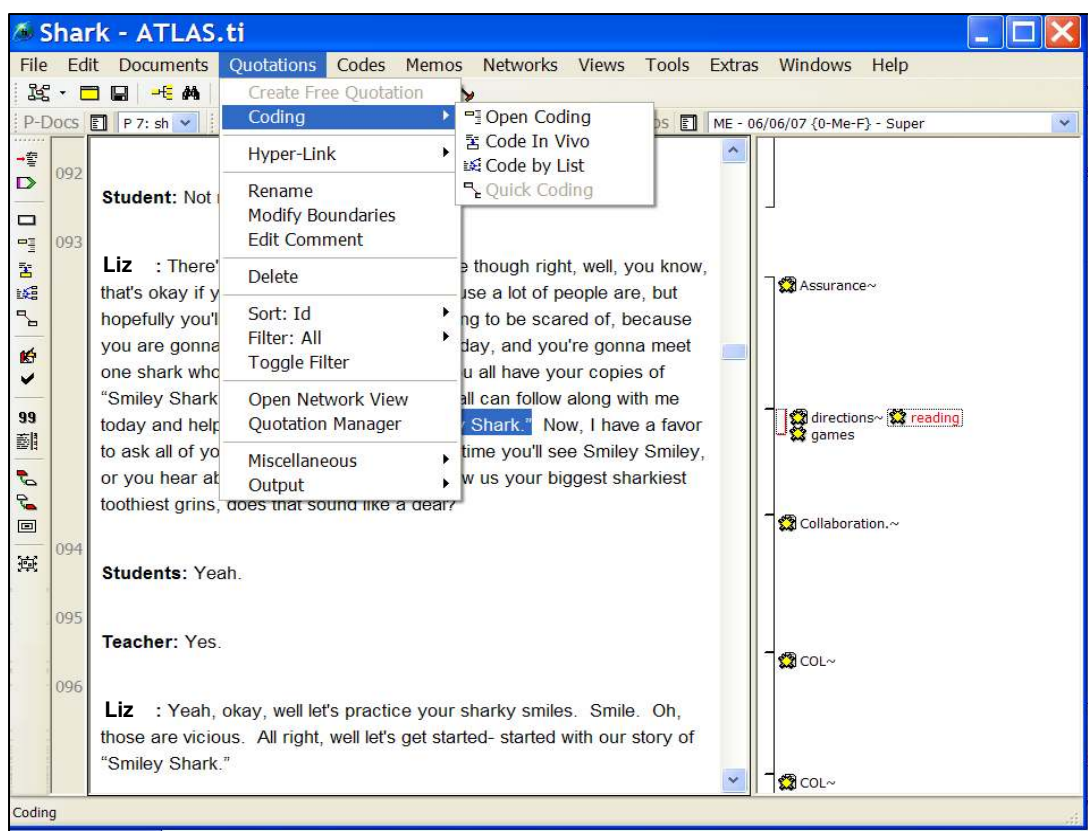 Shark - ATLAS.ti
File Edit Documents Quotations Codes Memos Networks Views Tools Extras Windows Help
P-Docs P 7: sh ME - 06/06/07 {0-Me-F} - Super
Create Free Quotation
Coding
Hyper-Link
Rename
Modify Boundaries
Edit Comment
Delete
Sort: Id
Filter: All
Toggle Filter
Open Network View
Quotation Manager
Miscellaneous
Output
Open Coding
Code In Vivo
Code by List
Quick Coding
99
092
Student: Not
093
Liz : There' though right, well, you know,
that's okay if y use a lot of people are, but
hopefully you'l ng to be scared of, because
you are gonna day, and you're gonna meet
one shark who u all have your copies of
“Smiley Shark all can follow along with me
today and help y Shark.” Now, I have a favor
to ask all of yo time you'll see Smiley Smiley,
or you hear ab w us your biggest sharkiest
toothiest grins, does that sound like a deal?
094
Students: Yeah.
095
Teacher: Yes.
096
Liz : Yeah, okay, well let's practice your sharky smiles. Smile. Oh,
those are vicious. All right, well let's get started- started with our story of
“Smiley Shark.”
Assurance~
directions~ reading
games
Collaboration.~
COL~
COL~
Coding